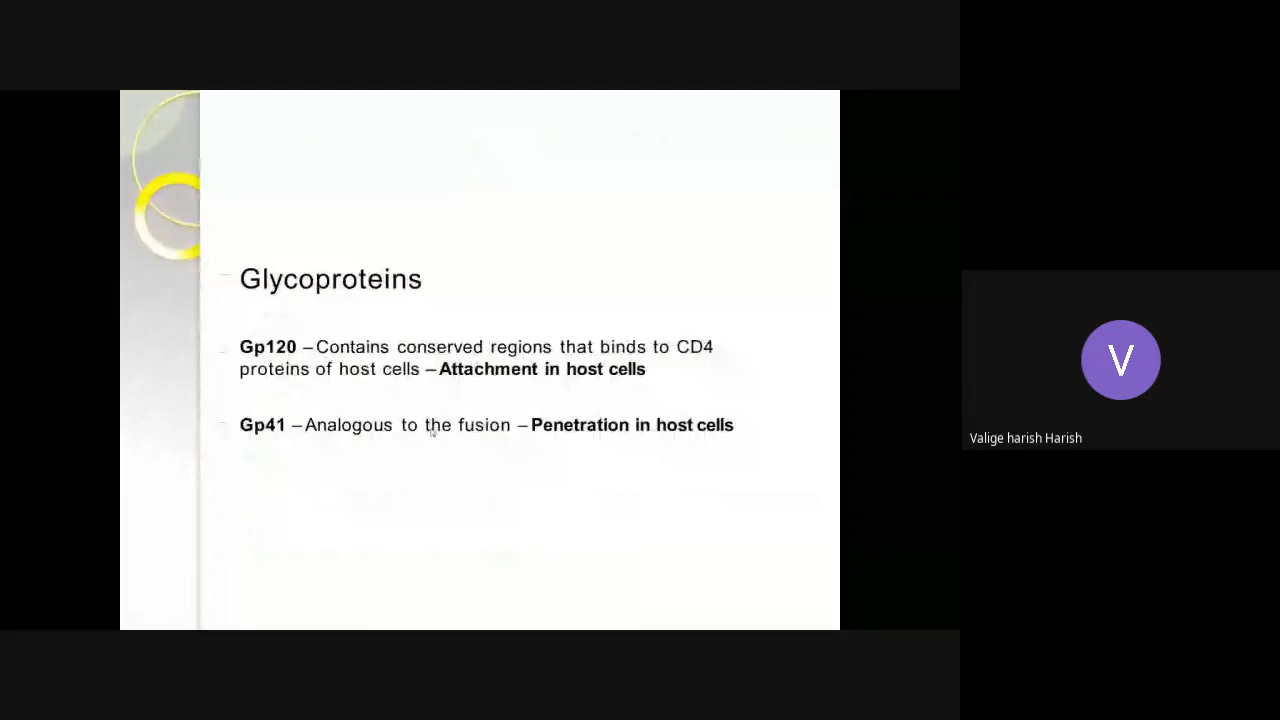 Glycoproteins
Gp120 – Contains conserved regions that binds to CD4
proteins of host cells – Attachment in host cells
Gp41 – Analogous to the fusion – Penetration in host cells
V
Valige harish Harish